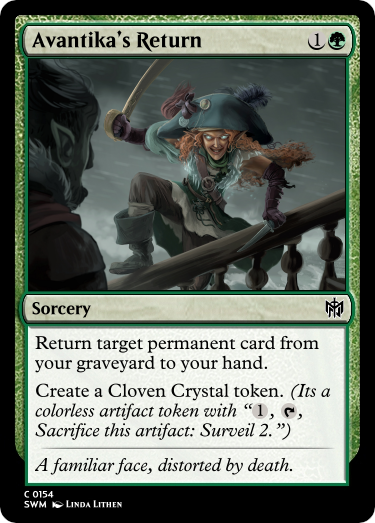 Avantika's Return 1
Sorcery
Return target permanent card from
your graveyard to your hand.
Create a Cloven Crystal token. (Its a
colorless artifact token with “1, ,
Sacrifice this artifact: Surveil 2.”)
A familiar face, distorted by death.
C 0154
SWM Linda Lithen